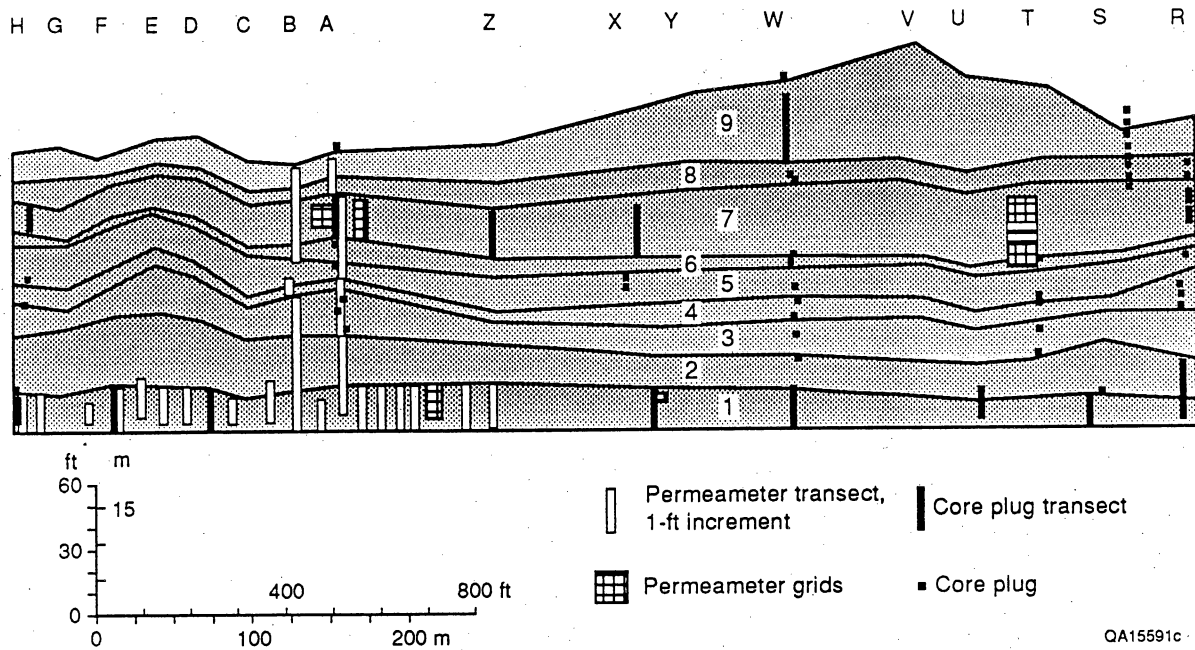 H G F E D C B A Z X Y W V U T S R
9
8
7
6
5
4
3
2
1
ft m
60
15
30
0
400 800 ft
0 100 200 m
Permeameter transect,
1-ft increment
Core plug transect
Permeameter grids
Core plug
QA15591c